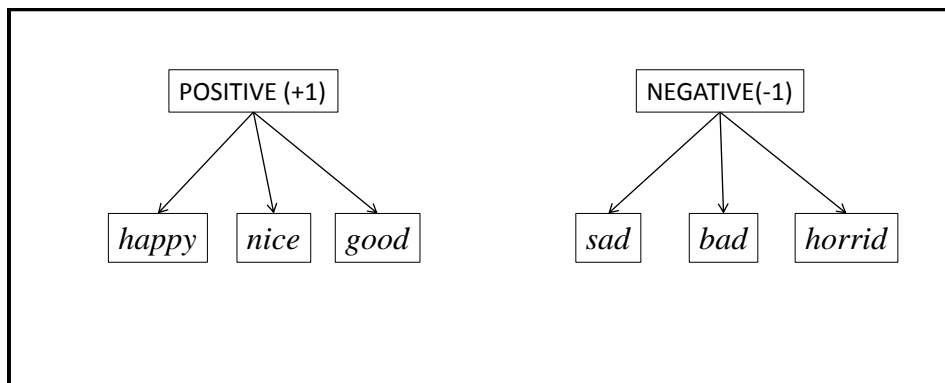 POSITIVE (+1)
NEGATIVE(-1)
happy
nice
good
sad
bad
horrid